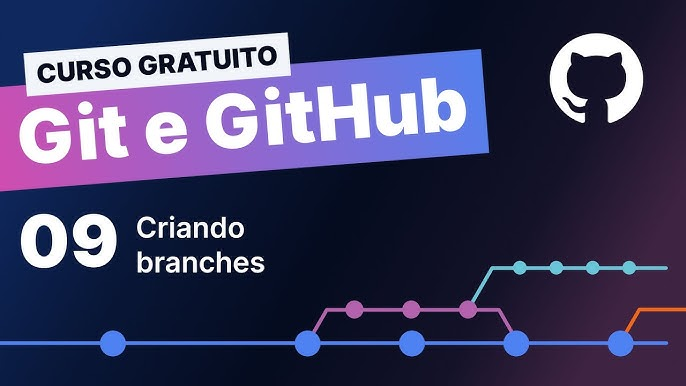 CURSO GRATUITO
Git e GitHub
09
Criando
branches